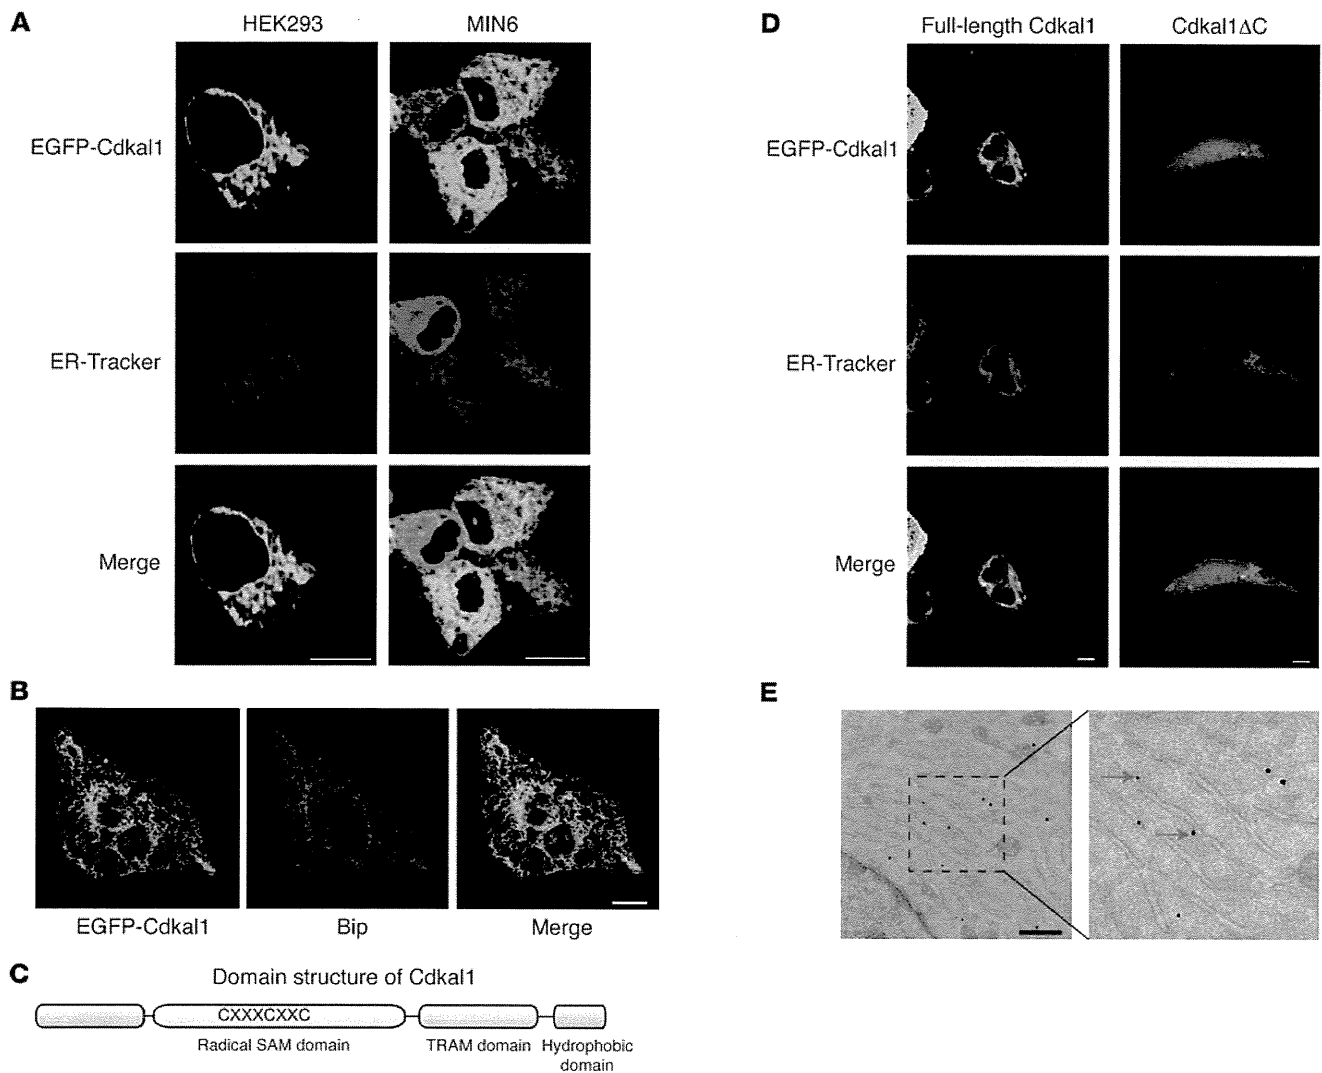 A
HEK293
MIN6
EGFP-Cdkal1
ER-Tracker
Merge
B
EGFP-Cdkal1
Bip
Merge
C
Domain structure of Cdkal1
CXXXCXXC
Radical SAM domain
TRAM domain
Hydrophobic
domain
D
Full-length Cdkal1
Cdkal1ΔC
EGFP-Cdkal1
ER-Tracker
Merge
E